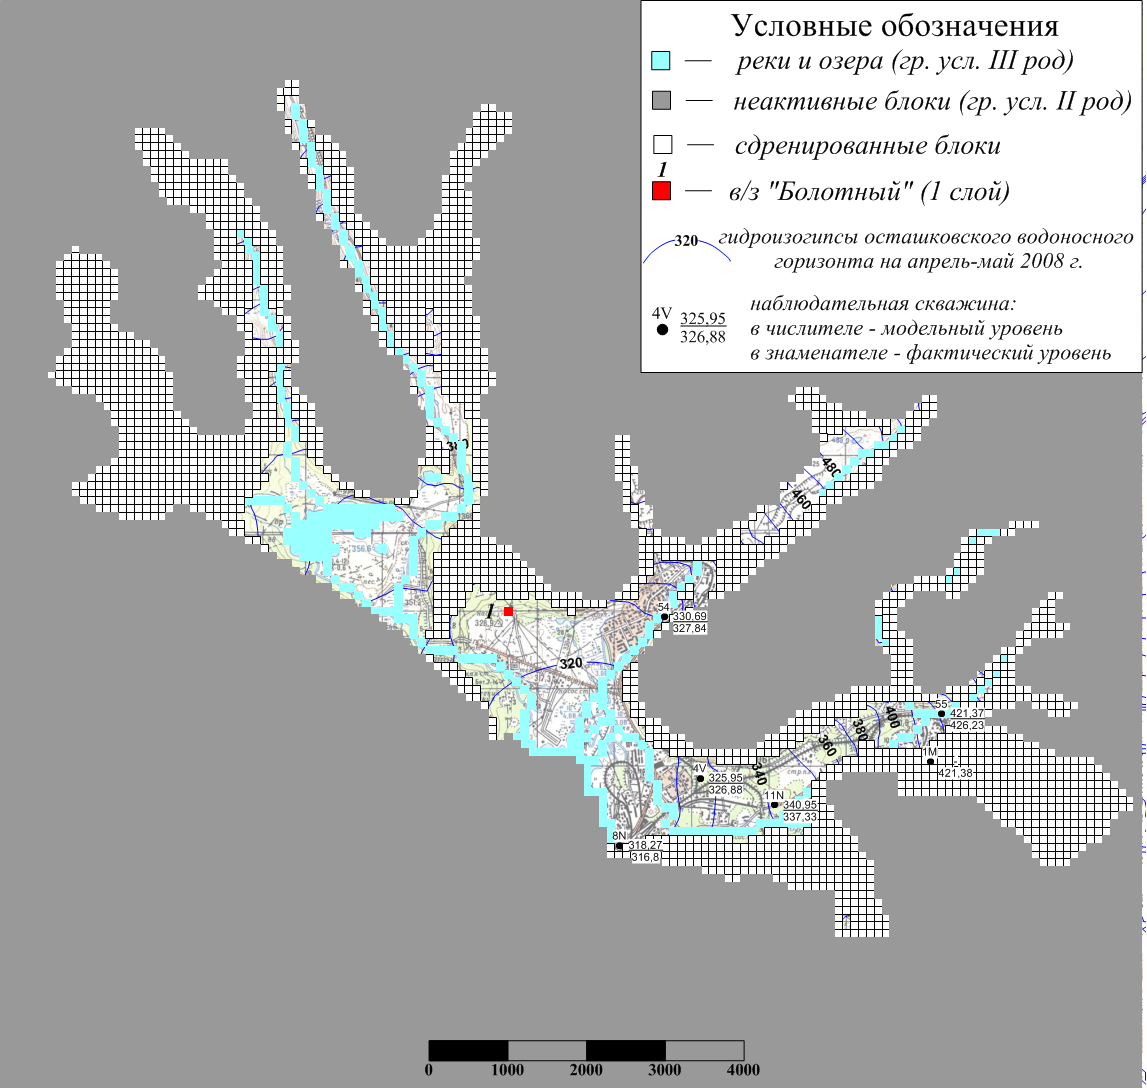 Условные обозначения
— реки и озера (гр. усл. III род)
— неактивные блоки (гр. усл. II род)
— сдренированные блоки
1
— в/з "Болотный" (1 слой)
320
гидроизогипсы осташковского водоносного
горизонта на апрель-май 2008 г.
4V
325,95
326,88
наблюдательная скважина:
в числителе - модельный уровень
в знаменателе - фактический уровень
480
460
356.6
1
54
330,69
327,84
320
55
421,37
426,23
400
380
360
340
1M
421,38
4V
325,95
326,88
11N
340,95
337,33
8N
318,27
316,8
0 1000 2000 3000 4000